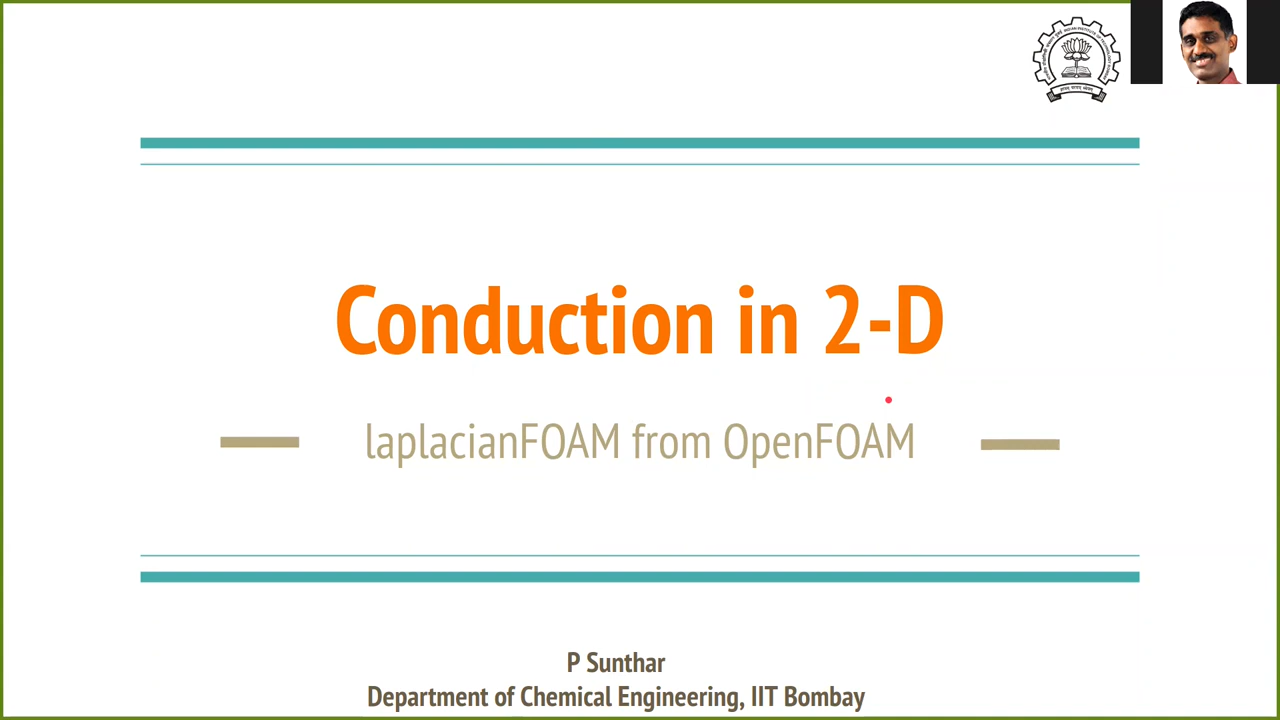 Conduction in 2-D
laplacianFOAM from OpenFOAM
P Sunthar
Department of Chemical Engineering, IIT Bombay